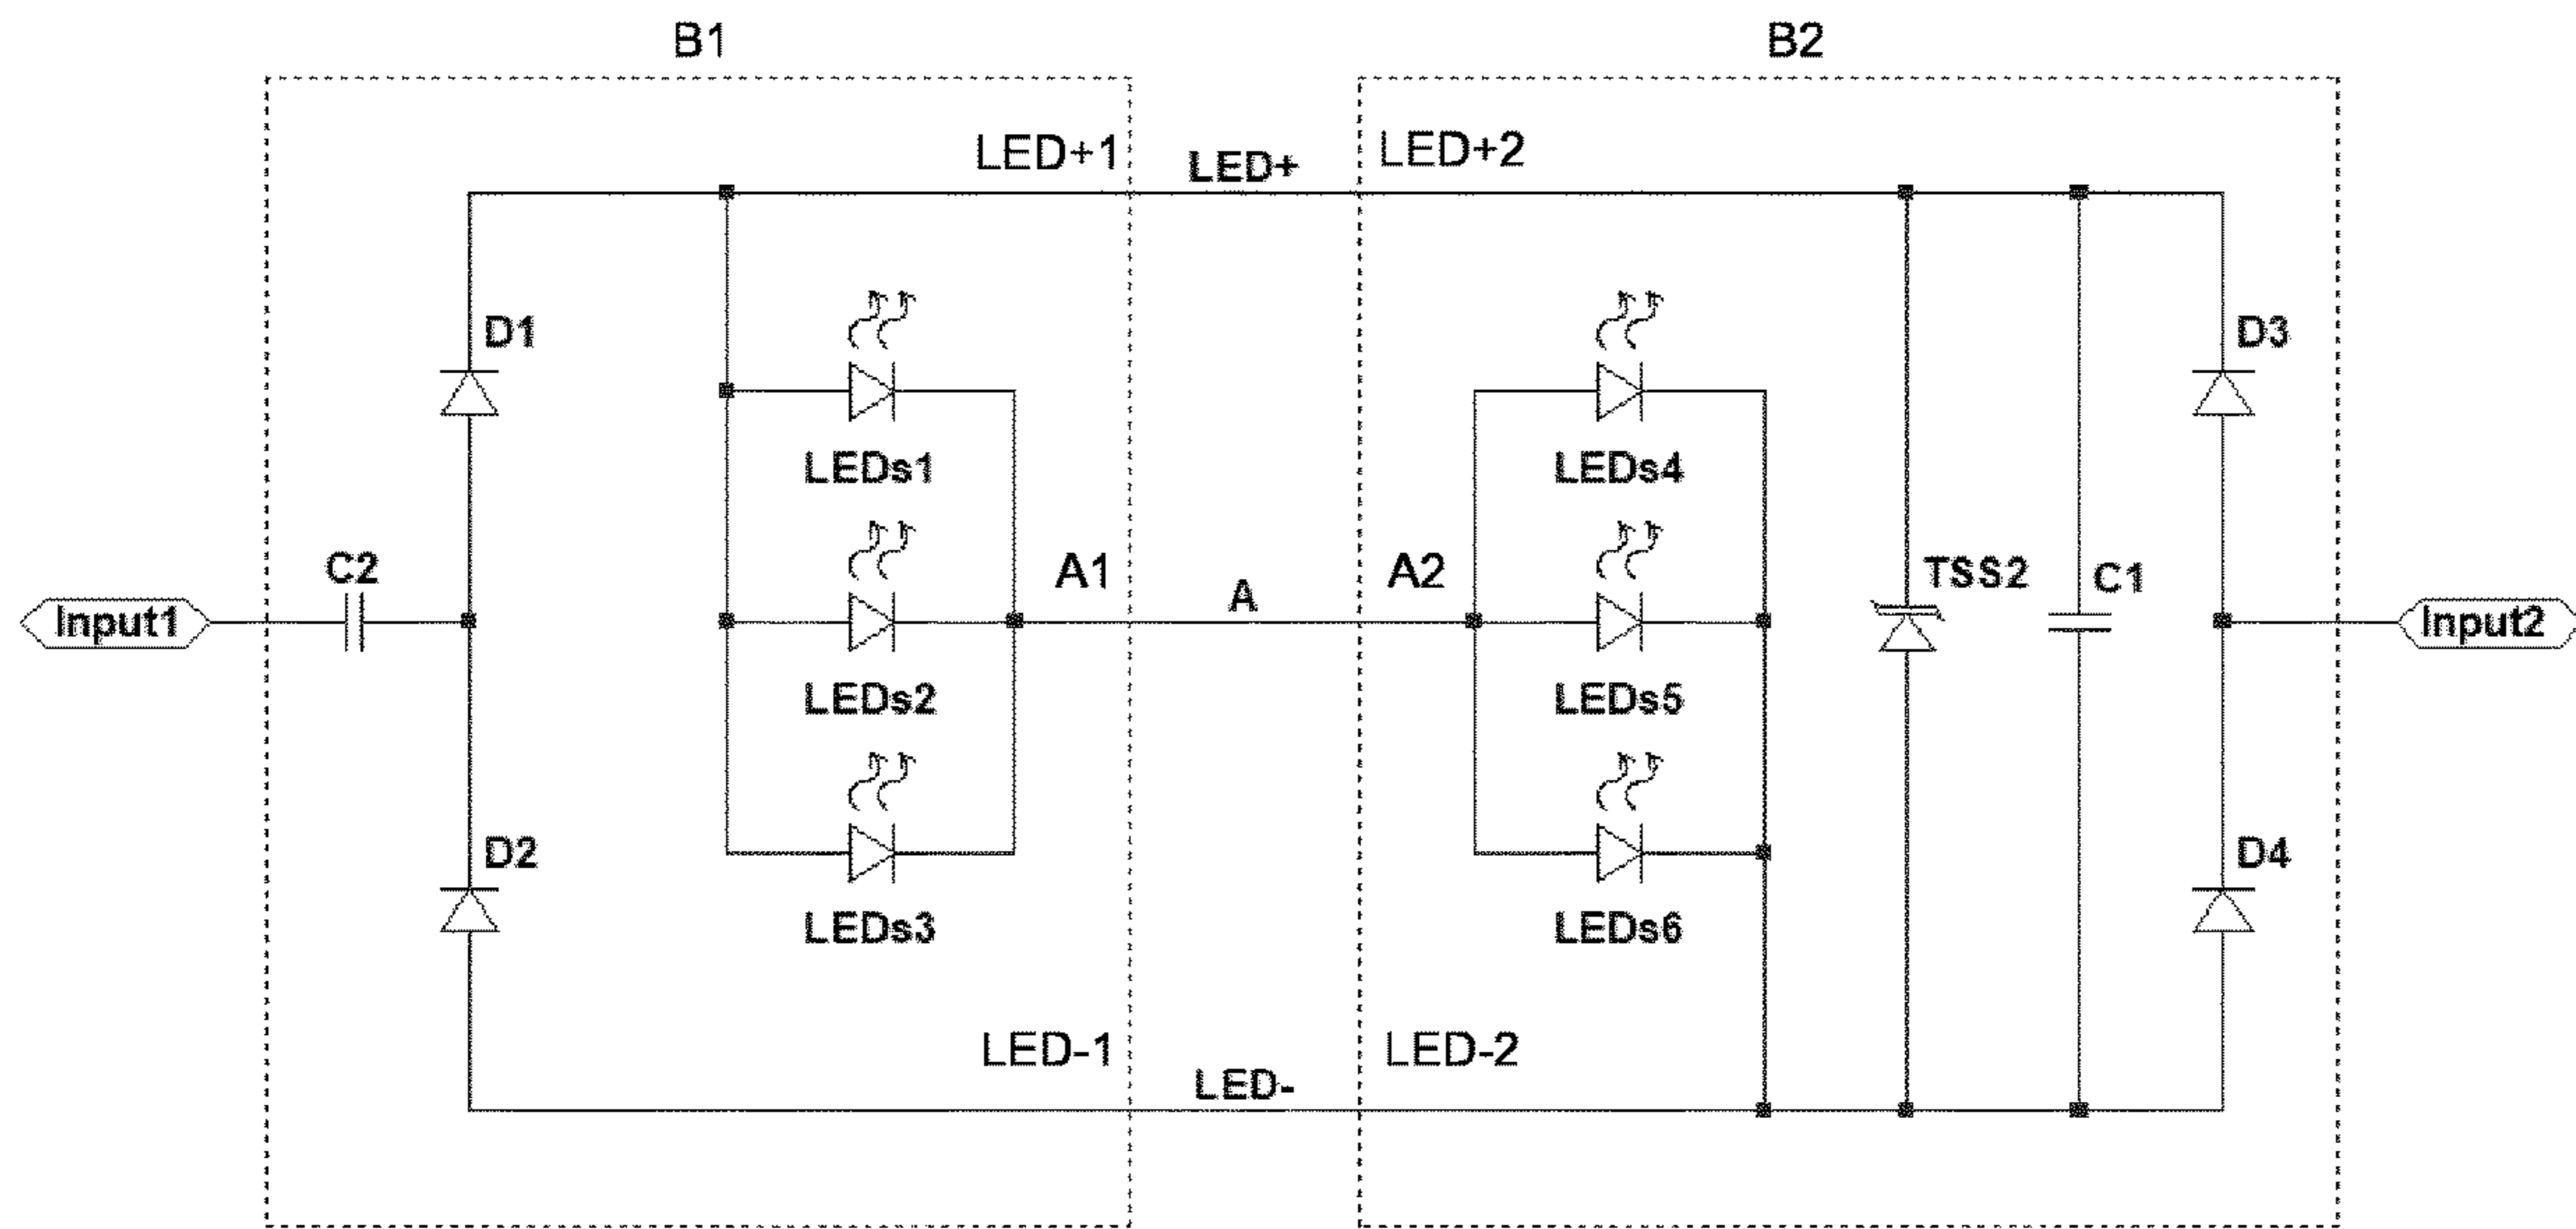 B1
B2
LED+1
LED+
LED+2
D1
D3
LEDs1
LEDs4
Input1
C2
A1
A
A2
TSS2
C1
Input2
LEDs2
LEDs5
D2
D4
LEDs3
LEDs6
LED-1
LED-
LED-2